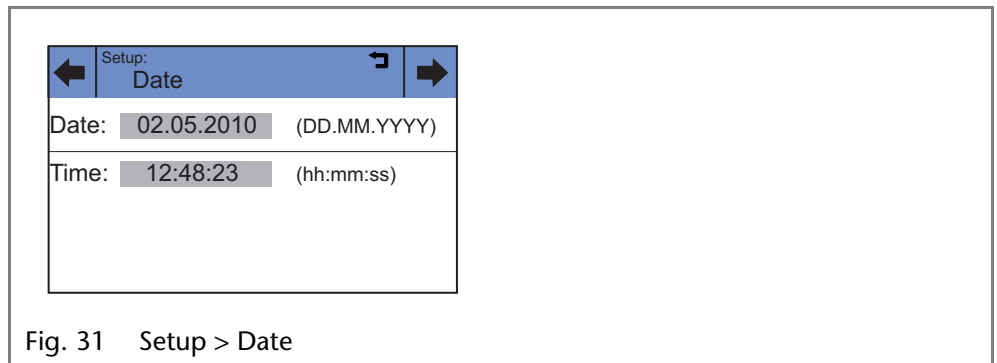 Setup:
Date
Date: 02.05.2010 (DD.MM.YYYY)
Time: 12:48:23 (hh:mm:ss)
Fig. 31 Setup > Date